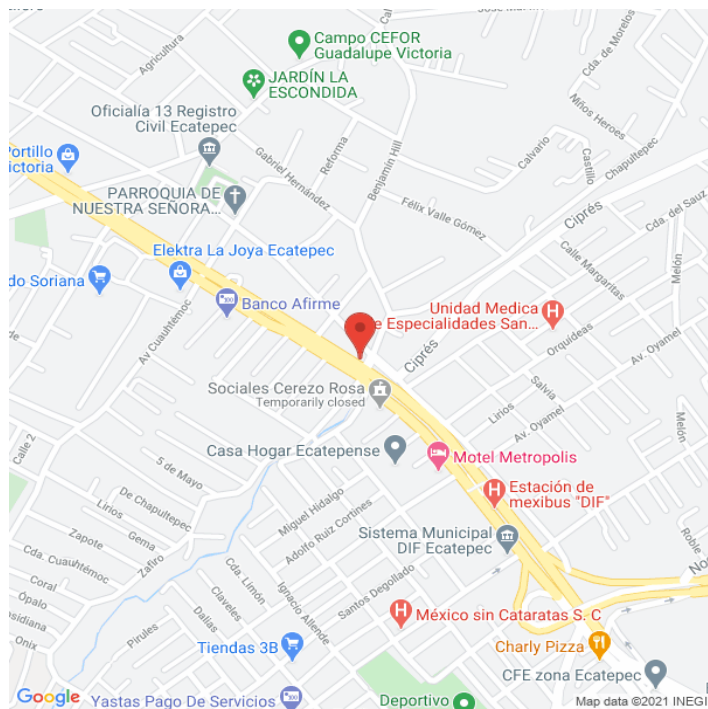 Campo CEFOR
Guadalupe Victoria
JARDÍN LA
ESCONDIDA
Agricultura
Oficialía 13 Registro
Civil Ecatepec
Portillo
ictoria
Gabriel Hernández
Reforma
Benjamín Hill
Calvario
Castillo
Niños Heroes
Cda. de Morelos
Chapultepec
PARROQUIA DE
NUESTRA SEÑORA...
Félix Valle Gómez
Ciprés
Cda. del Sauz
Elektra La Joya Ecatepec
Calle Margaritas
Melón
do Soriana
Banco Afirme
Unidad Medica
e Especialidades San...
Av Cuauhtémoc
Ciprés
Orquídeas
Av. Oyamel
Sociales Cerezo Rosa
Temporarily closed
Salvia
Lirios
Av. Oyamel
Melón
Calle 2
Casa Hogar Ecatepense
Motel Metropolis
5 de Mayo
Estación de
mexibus "DIF"
De Chapultepec
Lirios
Gema
Zapote
Zafiro
Miguel Hidalgo
Adolfo Ruiz Cortines
Sistema Municipal
DIF Ecatepec
Roble
No
Cda. Cuauhtémoc
Coral
Ópalo
bsidiana
Onix
Cda. Limón
Claveles
Dalias
Pirules
Ignacio Allende
Santos Degollado
México sin Cataratas S. C
Tiendas 3B
Charly Pizza
CFE zona Ecatepec
Google
Yastas Pago De Servicios
Deportivo
Map data ©2021 INEGI